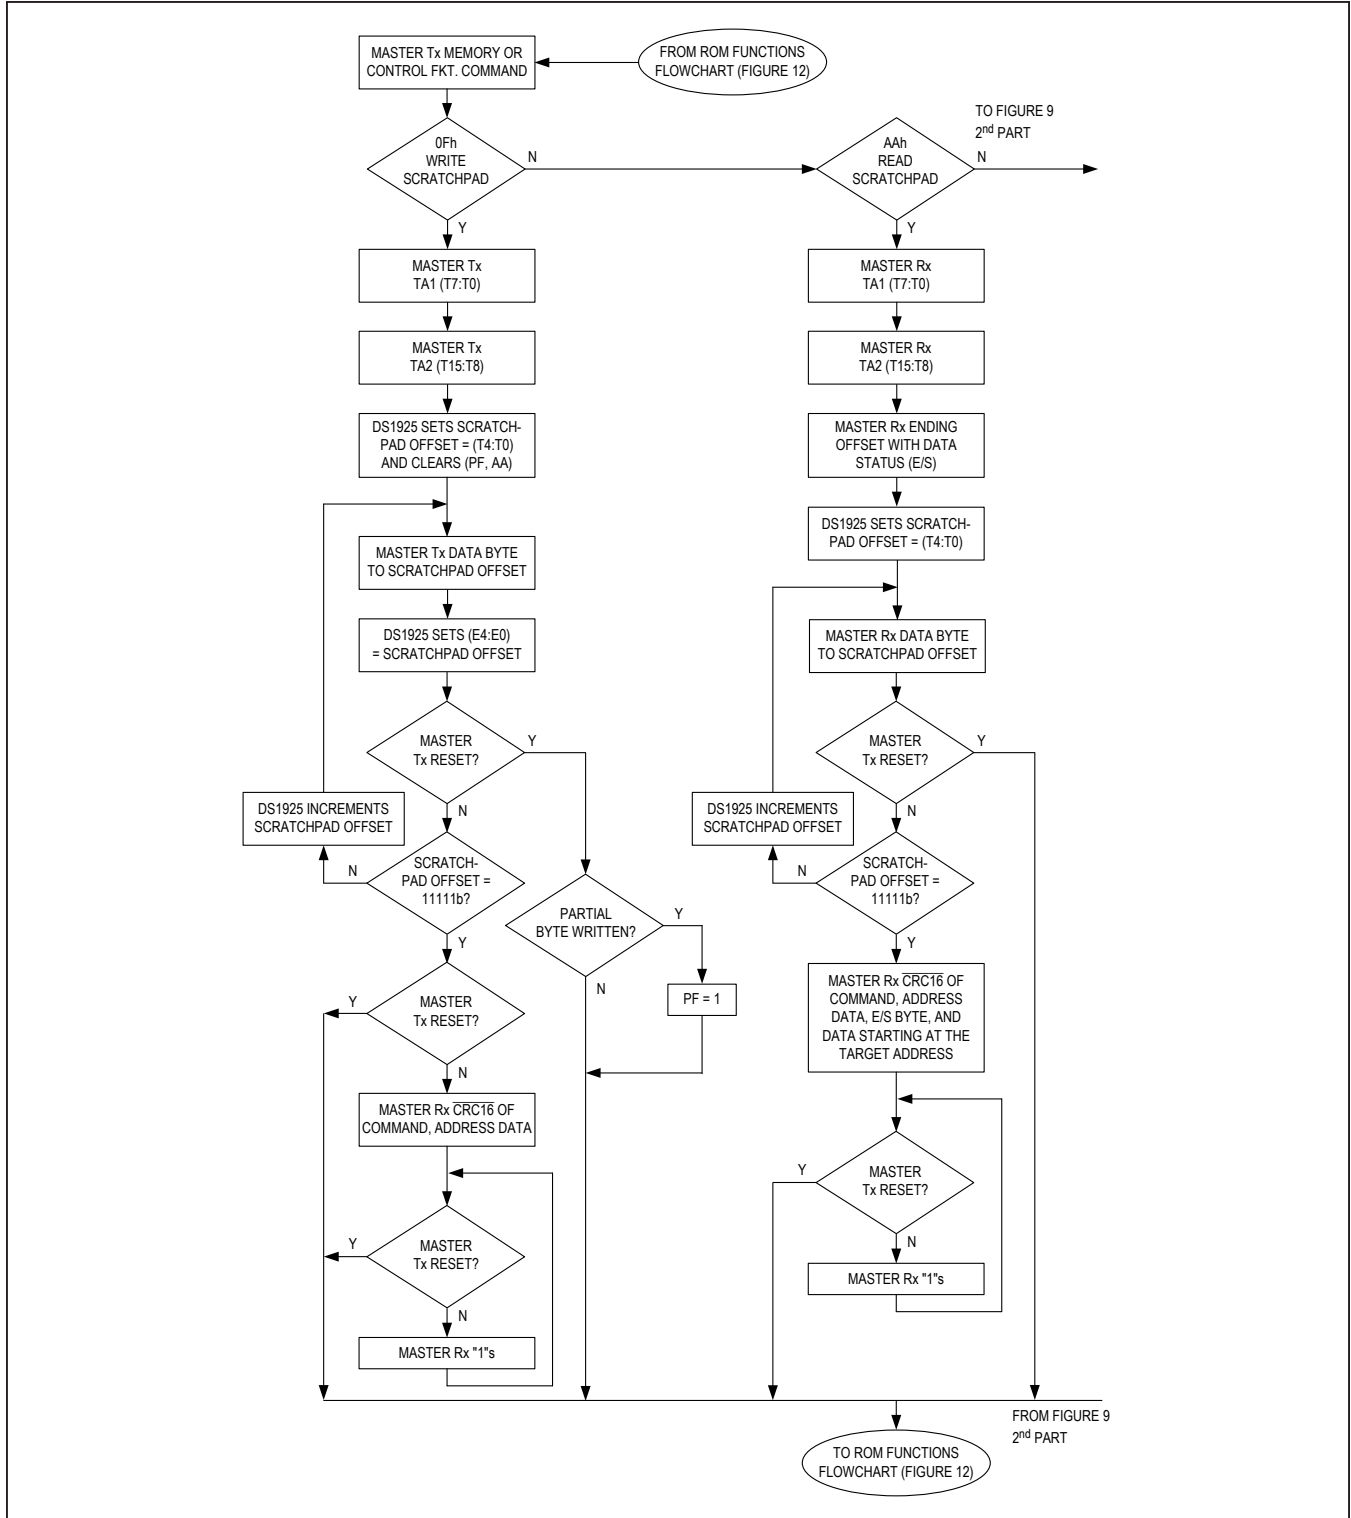 MASTER Tx MEMORY OR
CONTROL FKT. COMMAND
FROM ROM FUNCTIONS
FLOWCHART (FIGURE 12)
0Fh
WRITE
SCRATCHPAD
N
Y
AAh
READ
SCRATCHPAD
N
Y
TO FIGURE 9
2nd PART
MASTER Tx
TA1 (T7:T0)
MASTER Tx
TA2 (T15:T8)
DS1925 SETS SCRATCH-
PAD OFFSET = (T4:T0)
AND CLEARS (PF, AA)
MASTER Tx DATA BYTE
TO SCRATCHPAD OFFSET
DS1925 SETS (E4:E0)
= SCRATCHPAD OFFSET
MASTER
Tx RESET?
Y
N
DS1925 INCREMENTS
SCRATCHPAD OFFSET
SCRATCH-
PAD OFFSET =
11111b?
N
Y
PARTIAL
BYTE WRITTEN?
Y
N
PF = 1
MASTER
Tx RESET?
Y
N
MASTER Rx CRC16 OF
COMMAND, ADDRESS DATA
MASTER
Tx RESET?
Y
N
MASTER Rx "1"s
MASTER Rx
TA1 (T7:T0)
MASTER Rx
TA2 (T15:T8)
MASTER Rx ENDING
OFFSET WITH DATA
STATUS (E/S)
DS1925 SETS SCRATCH-
PAD OFFSET = (T4:T0)
MASTER Rx DATA BYTE
TO SCRATCHPAD OFFSET
MASTER
Tx RESET?
Y
N
DS1925 INCREMENTS
SCRATCHPAD OFFSET
SCRATCH-
PAD OFFSET =
11111b?
N
Y
MASTER Rx CRC16 OF
COMMAND, ADDRESS
DATA, E/S BYTE, AND
DATA STARTING AT THE
TARGET ADDRESS
MASTER
Tx RESET?
Y
N
MASTER Rx "1"s
FROM FIGURE 9
2nd PART
TO ROM FUNCTIONS
FLOWCHART (FIGURE 12)